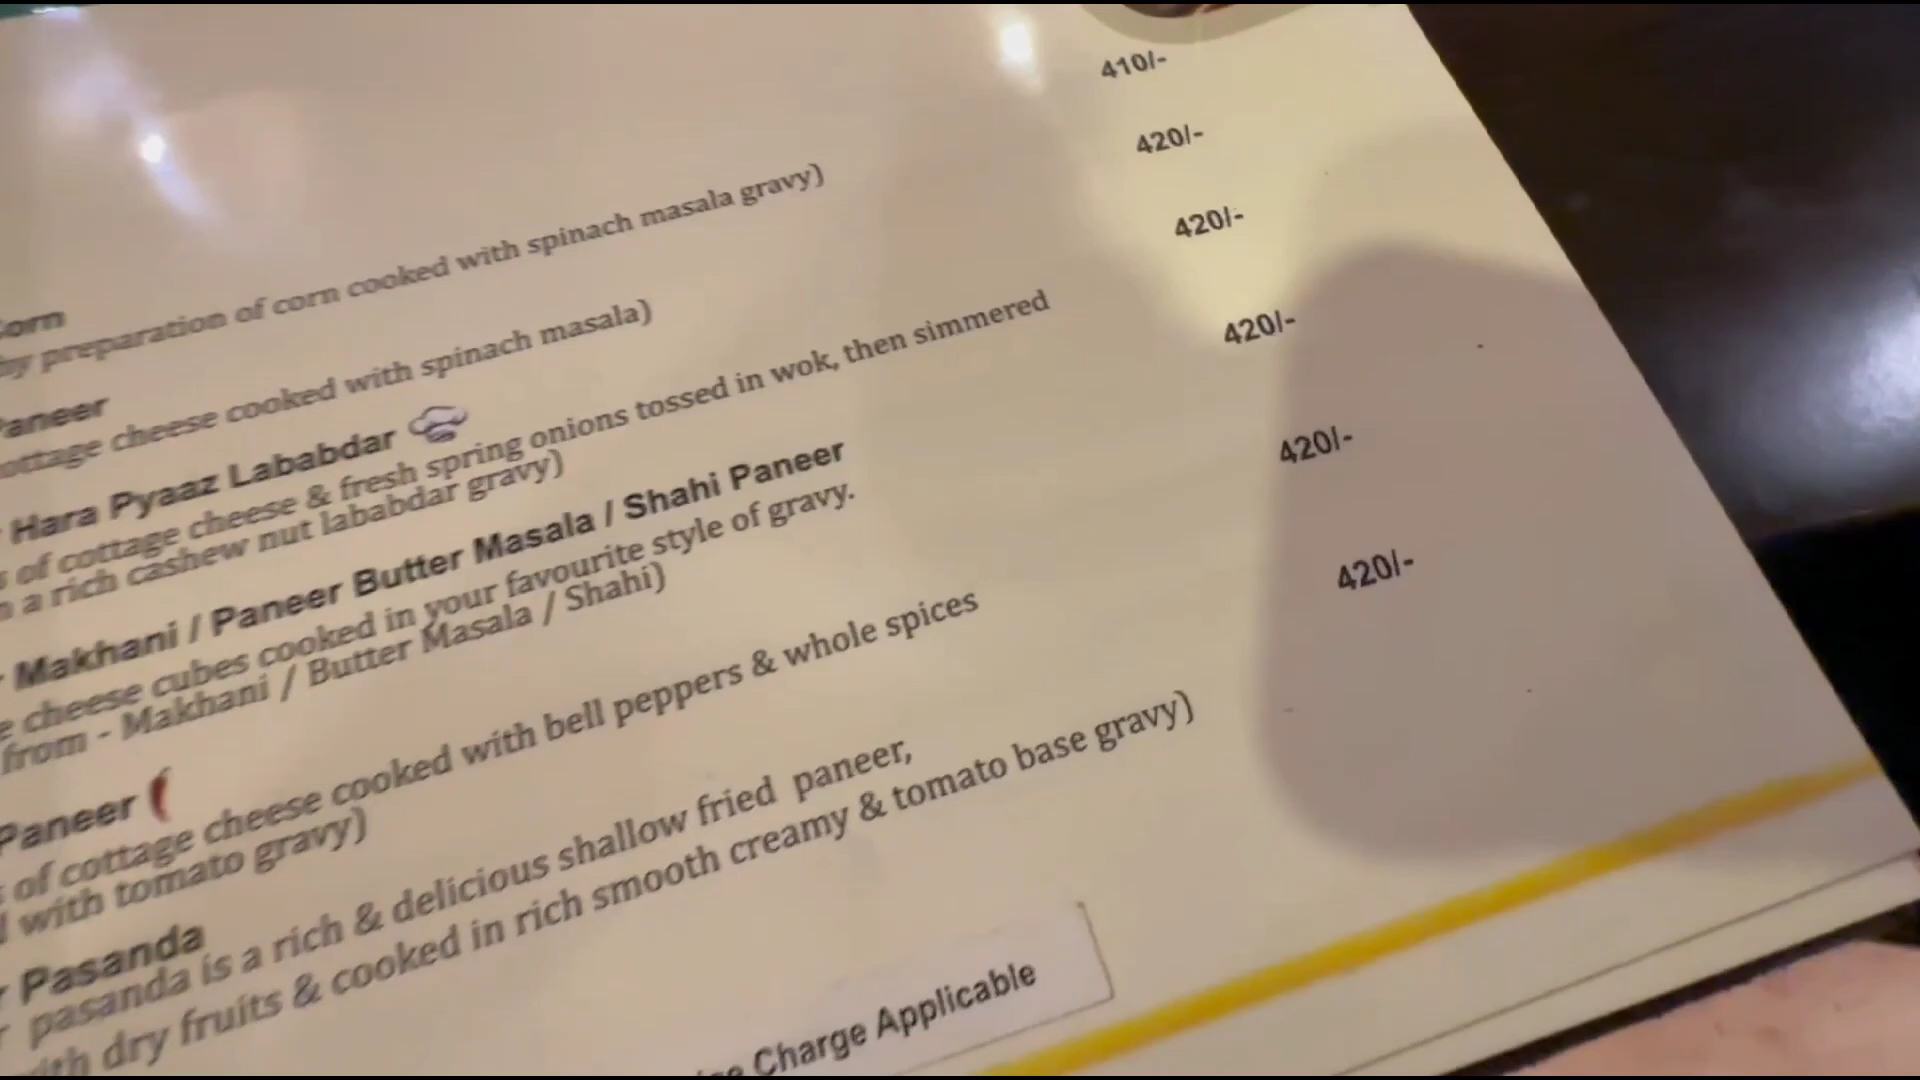 410/-
preparation of corn cooked with spinach masala gravy)
420/-
Paneer
cottage cheese cooked with spinach masala)
420/-
Hara Pyaaz Lababdar
of cottage cheese & fresh spring onions tossed in wok, then simmered
a rich cashew nut lababdar gravy)
420/-
Makhani / Paneer Butter Masala / Shahi Paneer
cheese cubes cooked in your favourite style of gravy.
from - Makhani / Butter Masala / Shahi)
420/-
Paneer
of cottage cheese cooked with bell peppers & whole spices
with tomato gravy)
420/-
Pasanda
pasanda is a rich & delicious shallow fried paneer,
with dry fruits & cooked in rich smooth creamy & tomato base gravy)
Charge Applicable